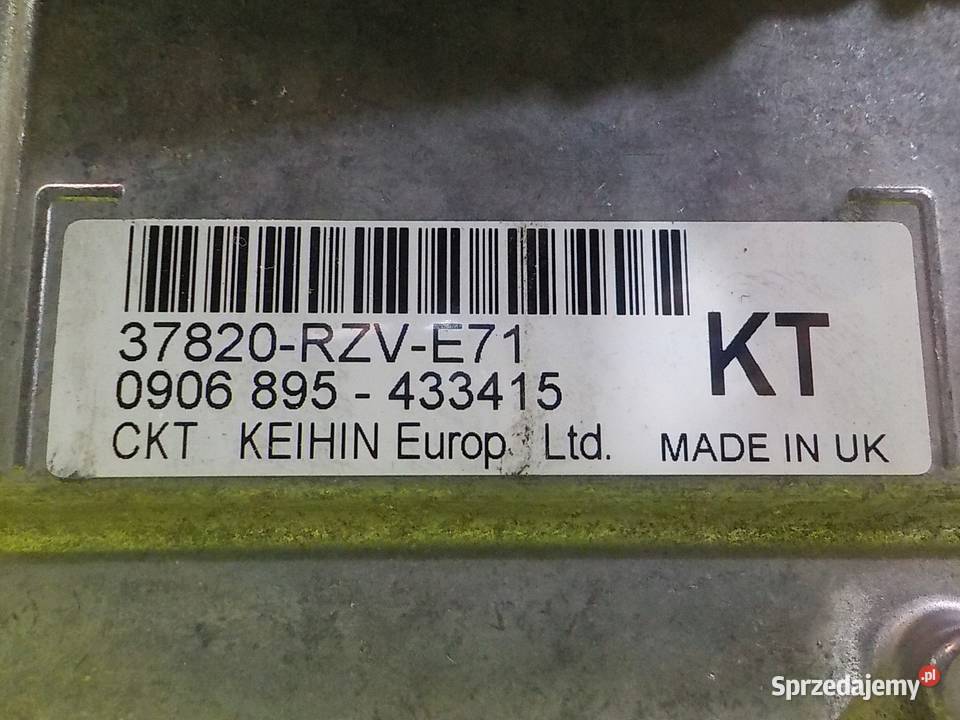 37820-RZV-E71
0906 895 - 433415
KT
CKT KEIHIN Europ Ltd. MADE IN UK
Sprzedajemy.pl